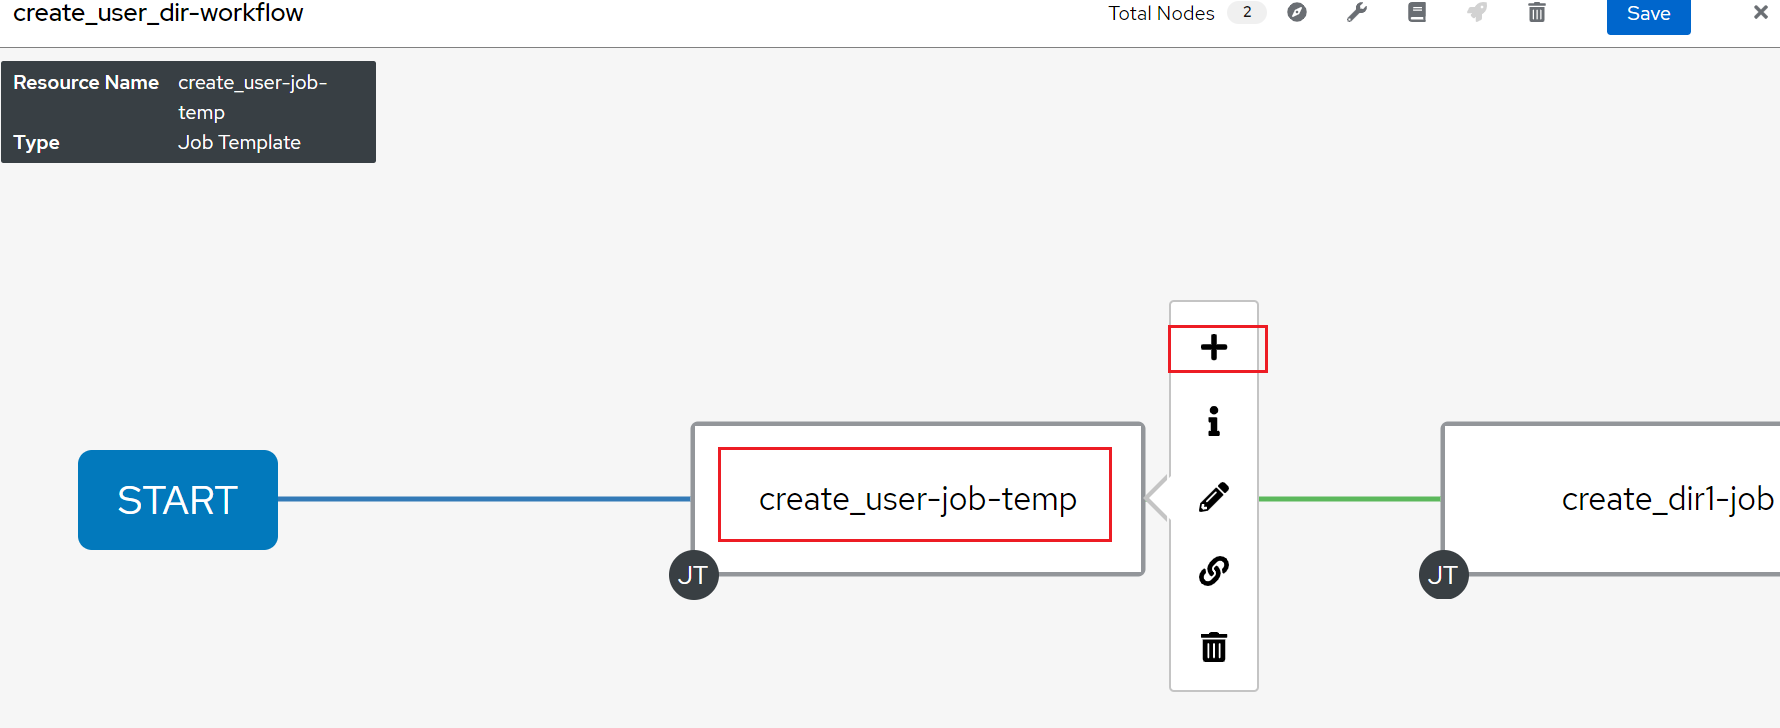 create_user_dir-workflow
Total Nodes 2
Save
Resource Name create_user-job-
temp
Type Job Template
START
create_user-job-temp
create_dir1-job
JT
JT